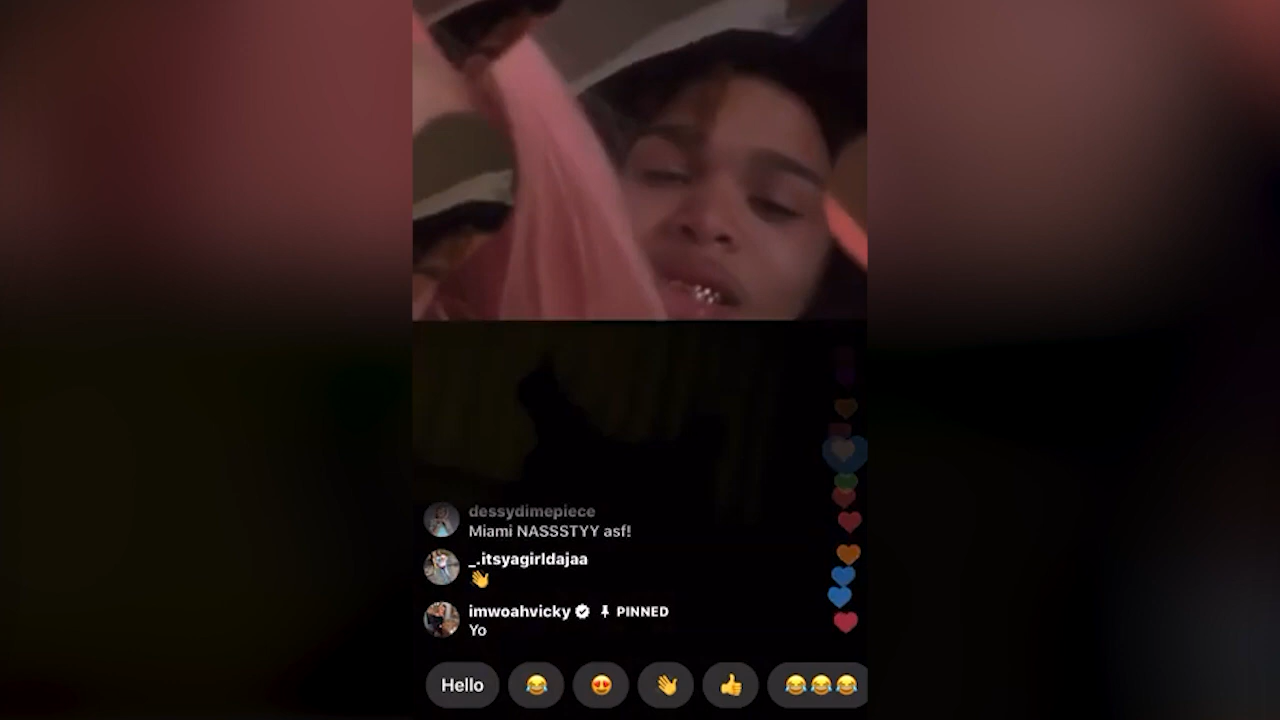 dessydimepiece
Miami NASSSTYY asf!
_.itsyagirldajaa
👋
imwoahvicky PINNED
Yo
Hello 😂 😍 👋 👍 😂😂😂